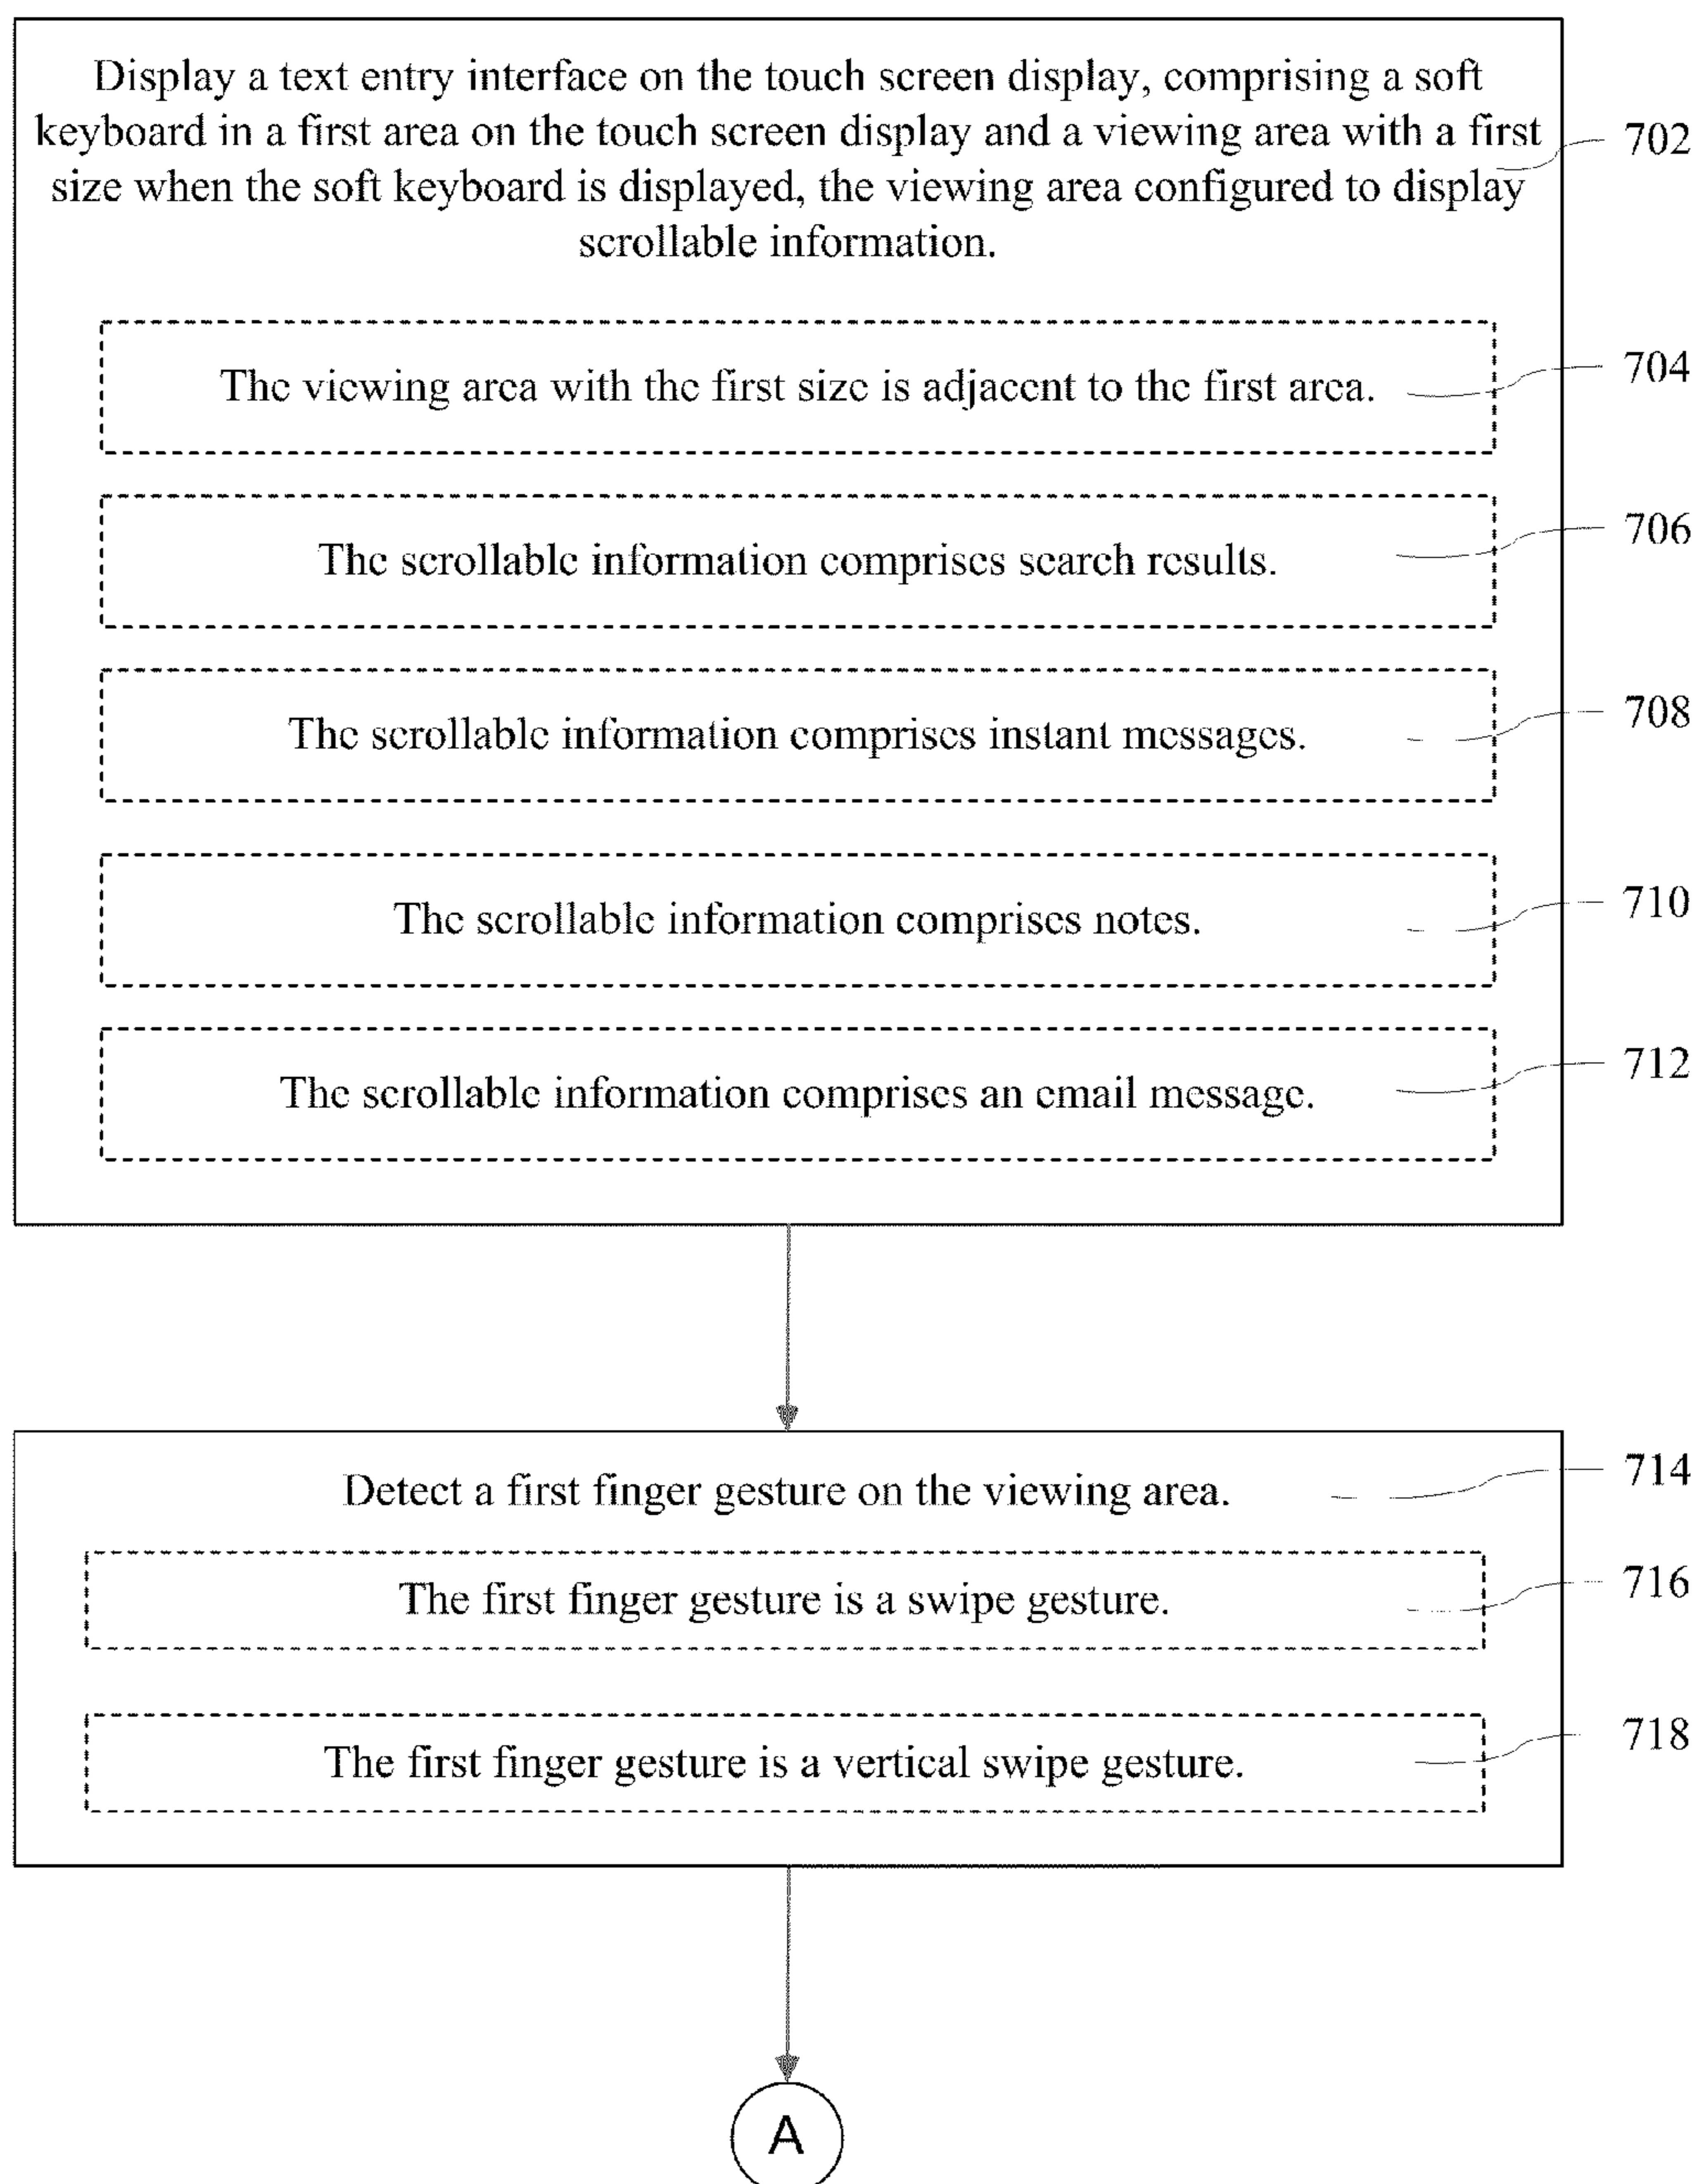 Display a text entry interface on the touch screen display, comprising a soft
keyboard in a first area on the touch screen display and a viewing area with a first
size when the soft keyboard is displayed, the viewing area configured to display
scrollable information.
702
The viewing area with the first size is adjacent to the first area.
704
The scrollable information comprises search results.
706
The scrollable information comprises instant messages.
708
The scrollable information comprises notes.
710
The scrollable information comprises an email message.
712
Detect a first finger gesture on the viewing area.
714
The first finger gesture is a swipe gesture.
716
The first finger gesture is a vertical swipe gesture.
718
A